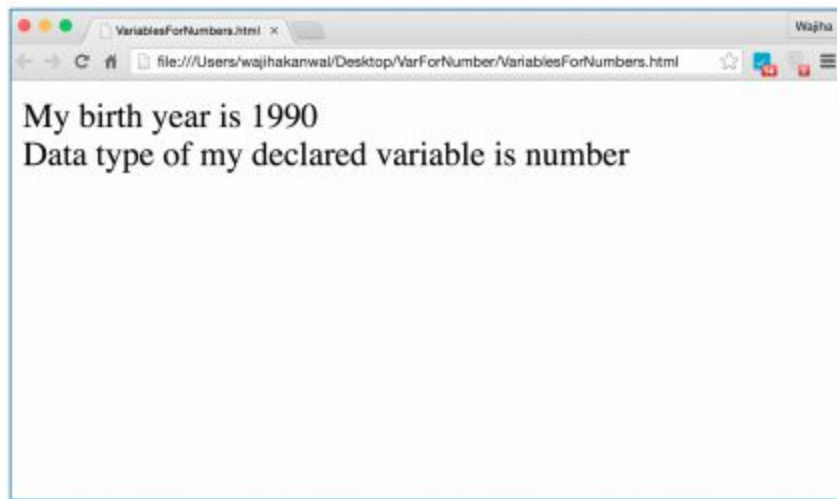 VariablesForNumbers.html ×
Wajiha
file:///Users/wajihakanwal/Desktop/VarForNumber/VariablesForNumbers.html
My birth year is 1990
Data type of my declared variable is number